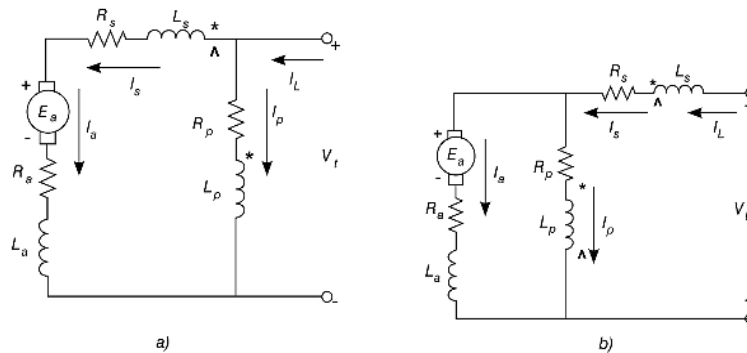 R_s L_s * ^
I_s I_L +
+ E_a -
I_a
R_p I_p
R_a
* L_p
V_t
L_a
-
a)
R_s * ^ L_s
I_s I_L
+ E_a -
I_a
R_p
R_a
* L_p ^ I_p
L_a
b)